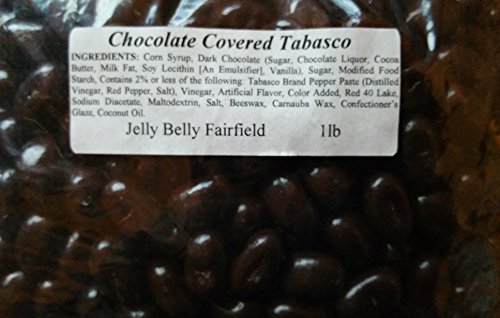 Chocolate Covered Tabasco
INGREDIENTS: Corn Syrup, Dark Chocolate (Sugar, Chocolate Liquor, Cocoa
Butter, Milk Fat, Soy Lecithin [An Emulsifier], Vanilla), Sugar, Modified Food
Starch, Contains 2% or less of the following: Tabasco Brand Pepper Paste (Distilled
Vinegar, Red Pepper, Salt), Vinegar, Artificial Flavor, Color Added, Red 40 Lake,
Sodium Diacetate, Maltodextrin, Salt, Beeswax, Carnauba Wax, Confectioner's
Glaze, Coconut Oil.
Jelly Belly Fairfield 1lb